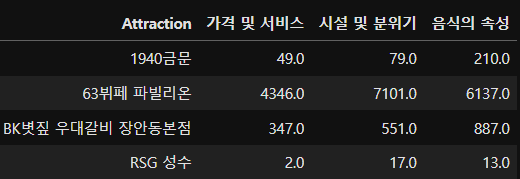 Attraction 가격 및 서비스 시설 및 분위기 음식의 속성
1940금문 49.0 79.0 210.0
63뷔페 파빌리온 4346.0 7101.0 6137.0
BK볏짚 우대갈비 장안동본점 347.0 551.0 887.0
RSG 성수 2.0 17.0 13.0